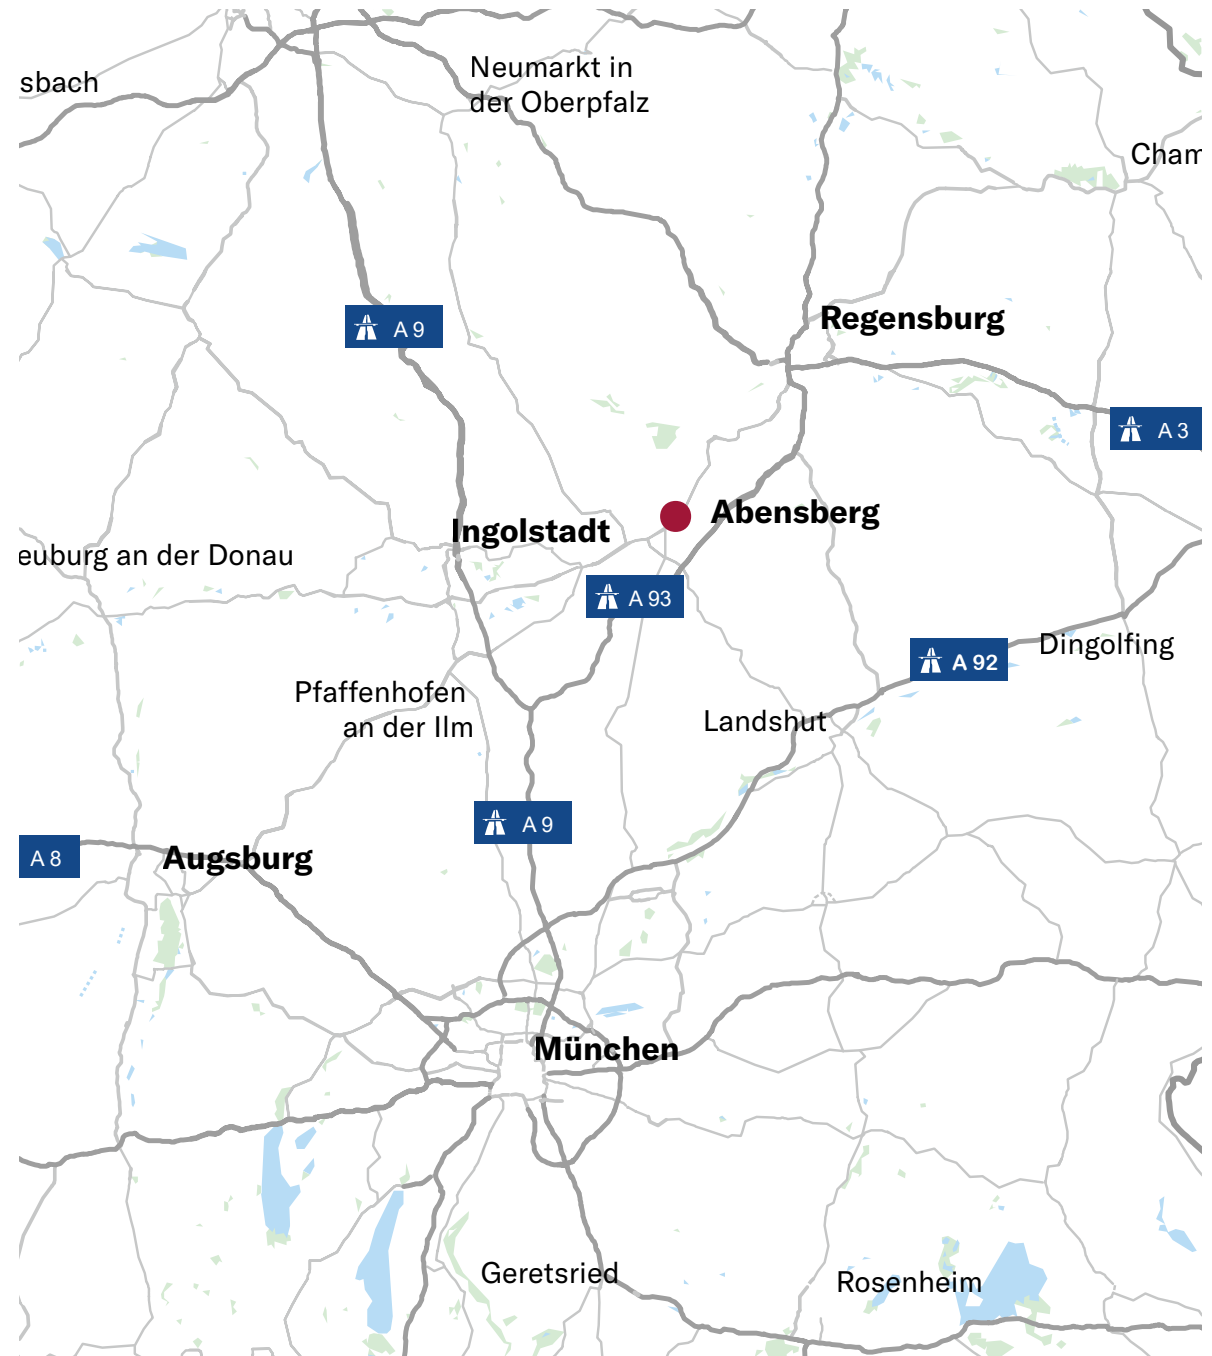 Neumarkt in
der Oberpfalz
sbach
Cham
Regensburg
A 9
A 3
Abensberg
Ingolstadt
euburg an der Donau
A 93
Dingolfing
A 92
Pfaffenhofen
an der Ilm
Landshut
A 9
A 8
Augsburg
München
Geretsried
Rosenheim